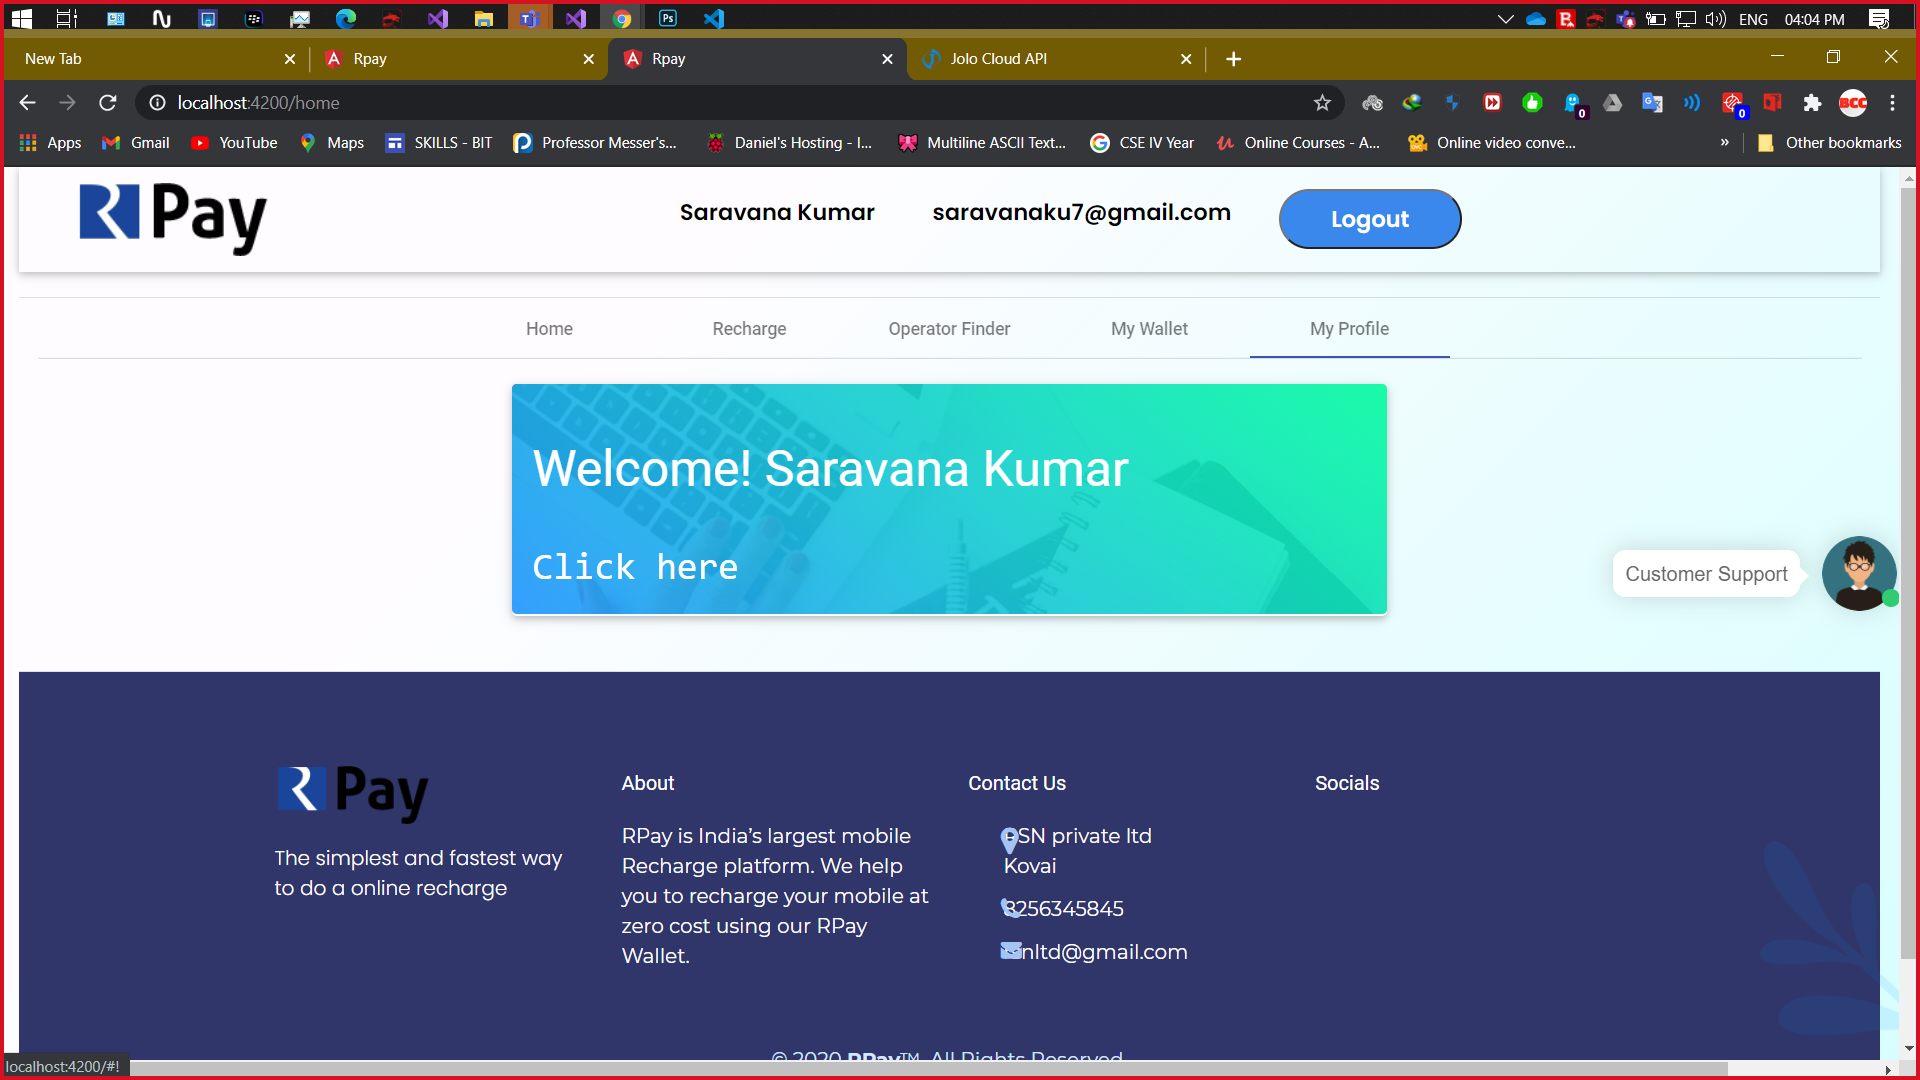 ENG 04:04 PM
New Tab
Rpay
Rpay
Jolo Cloud API
localhost:4200/home
Apps
Gmail
YouTube
Maps
SKILLS - BIT
Professor Messer's...
Daniel's Hosting - I...
Multiline ASCII Text...
CSE IV Year
Online Courses - A...
Online video conve...
»
Other bookmarks
R Pay
Saravana Kumar
saravanaku7@gmail.com
Logout
Home
Recharge
Operator Finder
My Wallet
My Profile
Welcome! Saravana Kumar
Click here
Customer Support
R Pay
The simplest and fastest way
to do a online recharge
About
RPay is India's largest mobile
Recharge platform. We help
you to recharge your mobile at
zero cost using our RPay
Wallet.
Contact Us
SN private ltd
Kovai
8256345845
nltd@gmail.com
Socials
© 2020 RPay™. All Rights Reserved
localhost:4200/#!